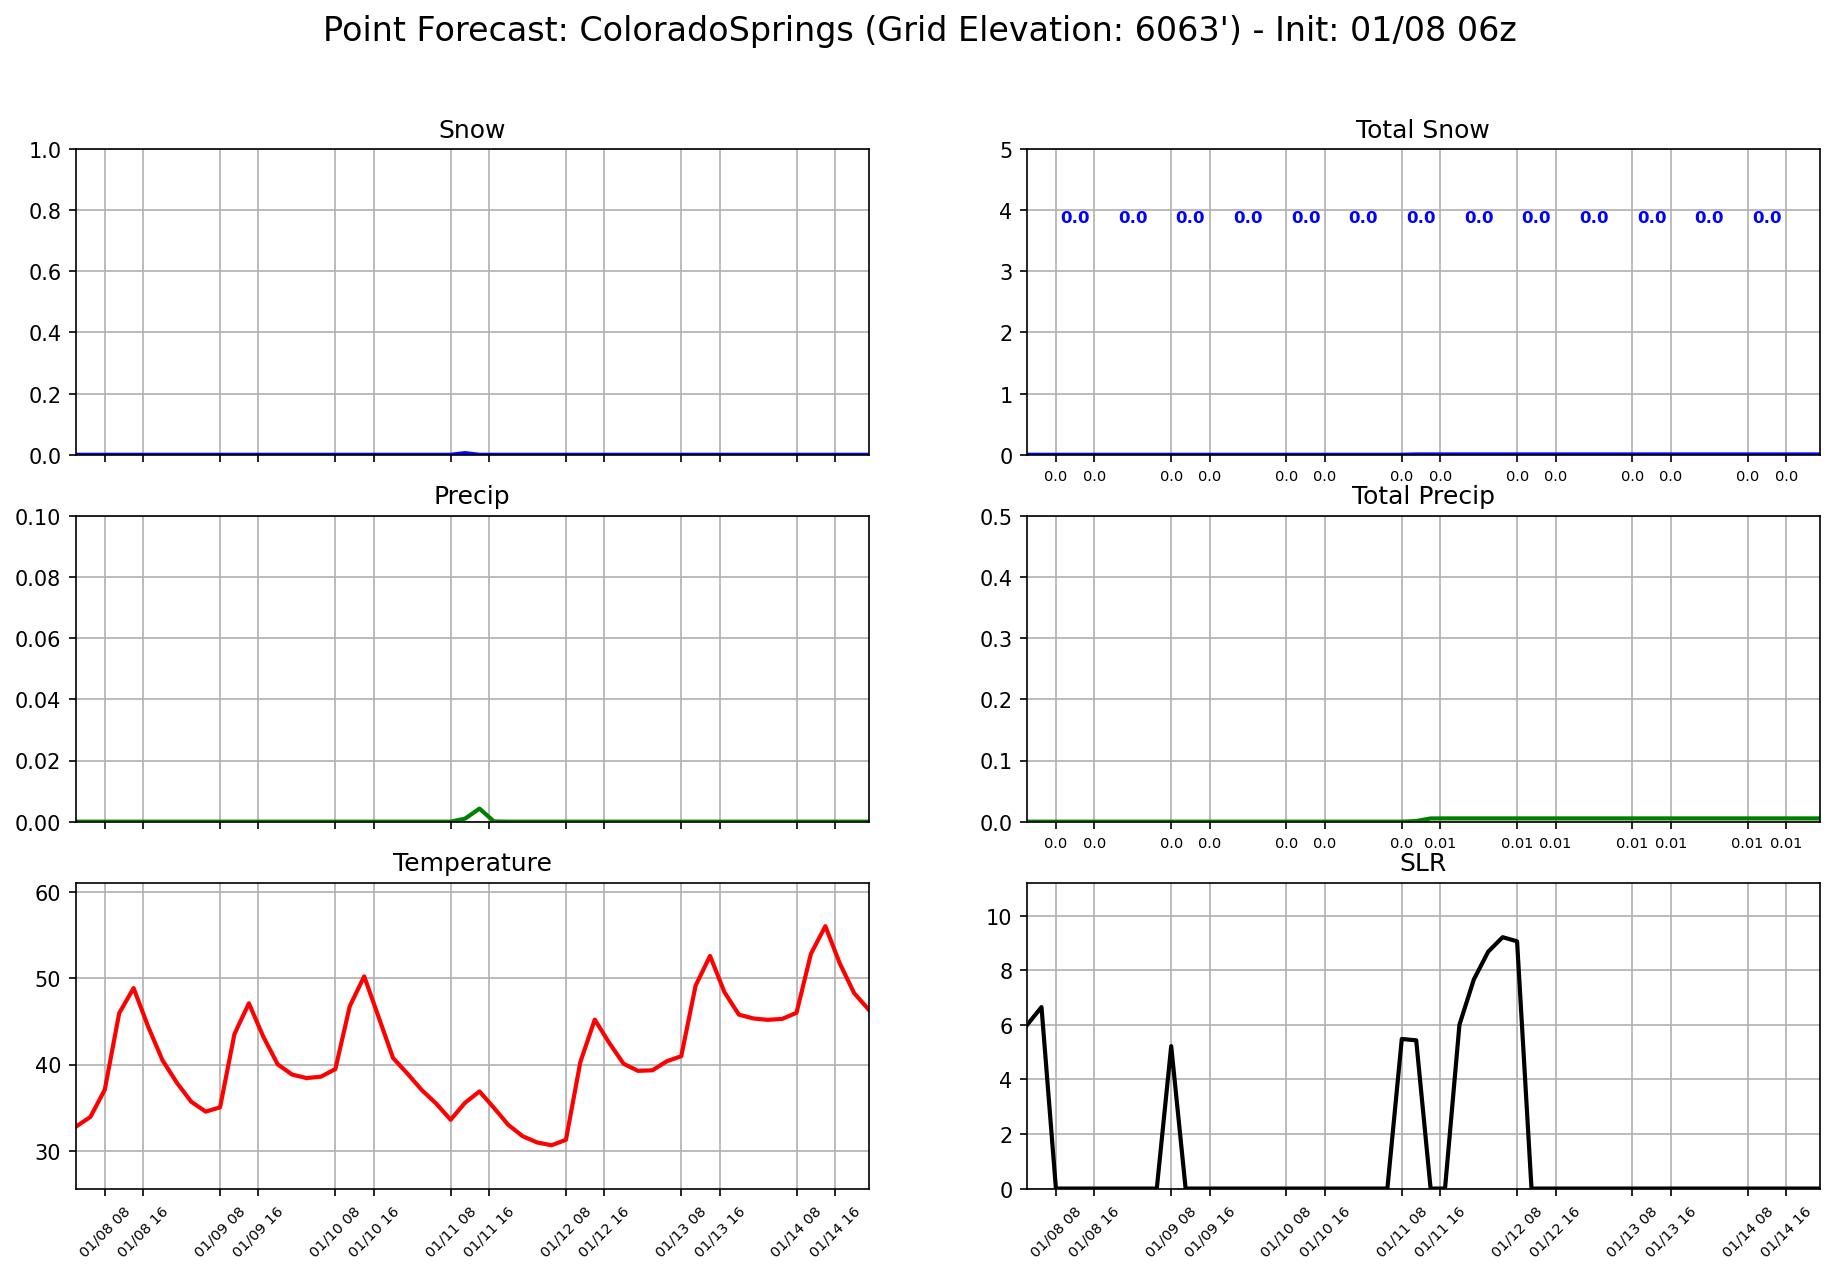 Point Forecast: ColoradoSprings (Grid Elevation: 6063') - Init: 01/08 06z
Snow
1.0
0.8
0.6
0.4
0.2
0.0
Total Snow
5
4
3
2
1
0
0.0 0.0 0.0 0.0 0.0 0.0 0.0 0.0 0.0 0.0 0.0 0.0 0.0
0.0 0.0 0.0 0.0 0.0 0.0 0.0 0.0 0.0 0.0 0.0 0.0 0.0 0.0
Precip
0.10
0.08
0.06
0.04
0.02
0.00
Total Precip
0.5
0.4
0.3
0.2
0.1
0.0
0.0 0.0 0.0 0.0 0.0 0.0 0.0 0.01 0.01 0.01 0.01 0.01 0.01 0.01
Temperature
60
50
40
30
01/08 08 01/08 16 01/09 08 01/09 16 01/10 08 01/10 16 01/11 08 01/11 16 01/12 08 01/12 16 01/13 08 01/13 16 01/14 08 01/14 16
SLR
10
8
6
4
2
0
01/08 08 01/08 16 01/09 08 01/09 16 01/10 08 01/10 16 01/11 08 01/11 16 01/12 08 01/12 16 01/13 08 01/13 16 01/14 08 01/14 16